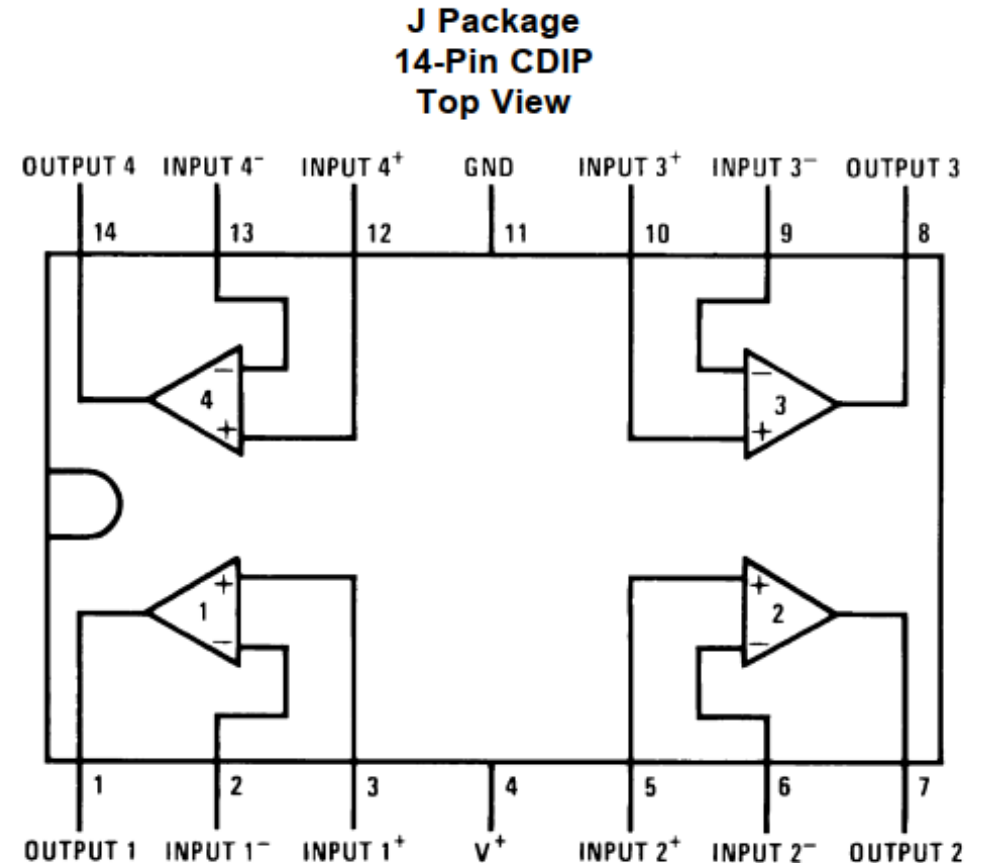 J Package
14-Pin CDIP
Top View
OUTPUT 4 INPUT 4⁻ INPUT 4⁺ GND INPUT 3⁺ INPUT 3⁻ OUTPUT 3
14 13 12 11 10 9 8
− −
4 3
+ +
+ +
1 2
− −
1 2 3 4 5 6 7
OUTPUT 1 INPUT 1⁻ INPUT 1⁺ V⁺ INPUT 2⁺ INPUT 2⁻ OUTPUT 2